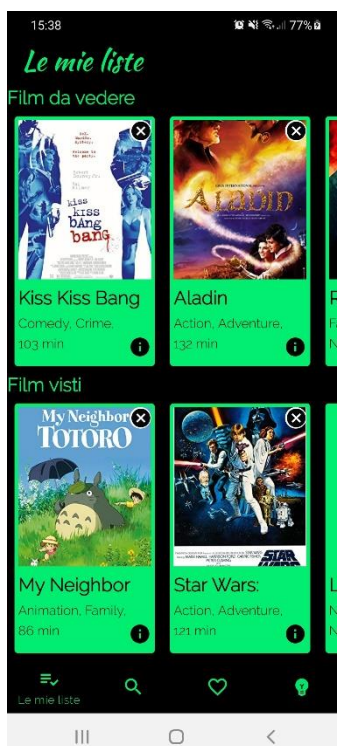 15:38
77%
Le mie liste
Film da vedere
kiss
kiss
bAng
bang.
Aladin
Kiss Kiss Bang
Aladin
Comedy, Crime,
Action, Adventure,
103 min
132 min
Film visti
My Neighbor
TOTORO
STAR
WARS
My Neighbor
Star Wars:
Animation, Family,
Action, Adventure,
86 min
121 min
Le mie liste